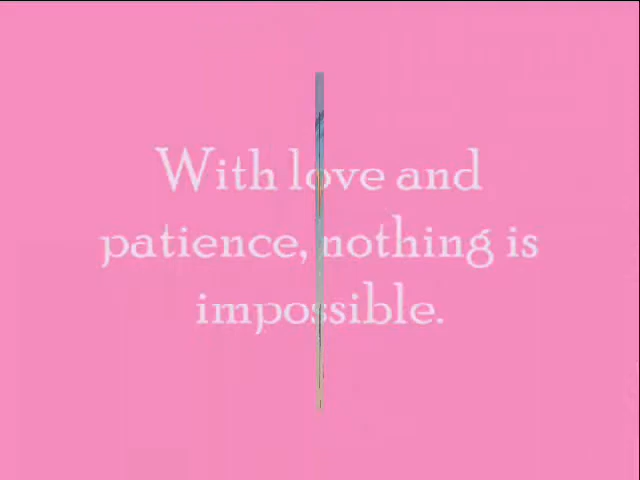 With love and
patience, nothing is
impossible.